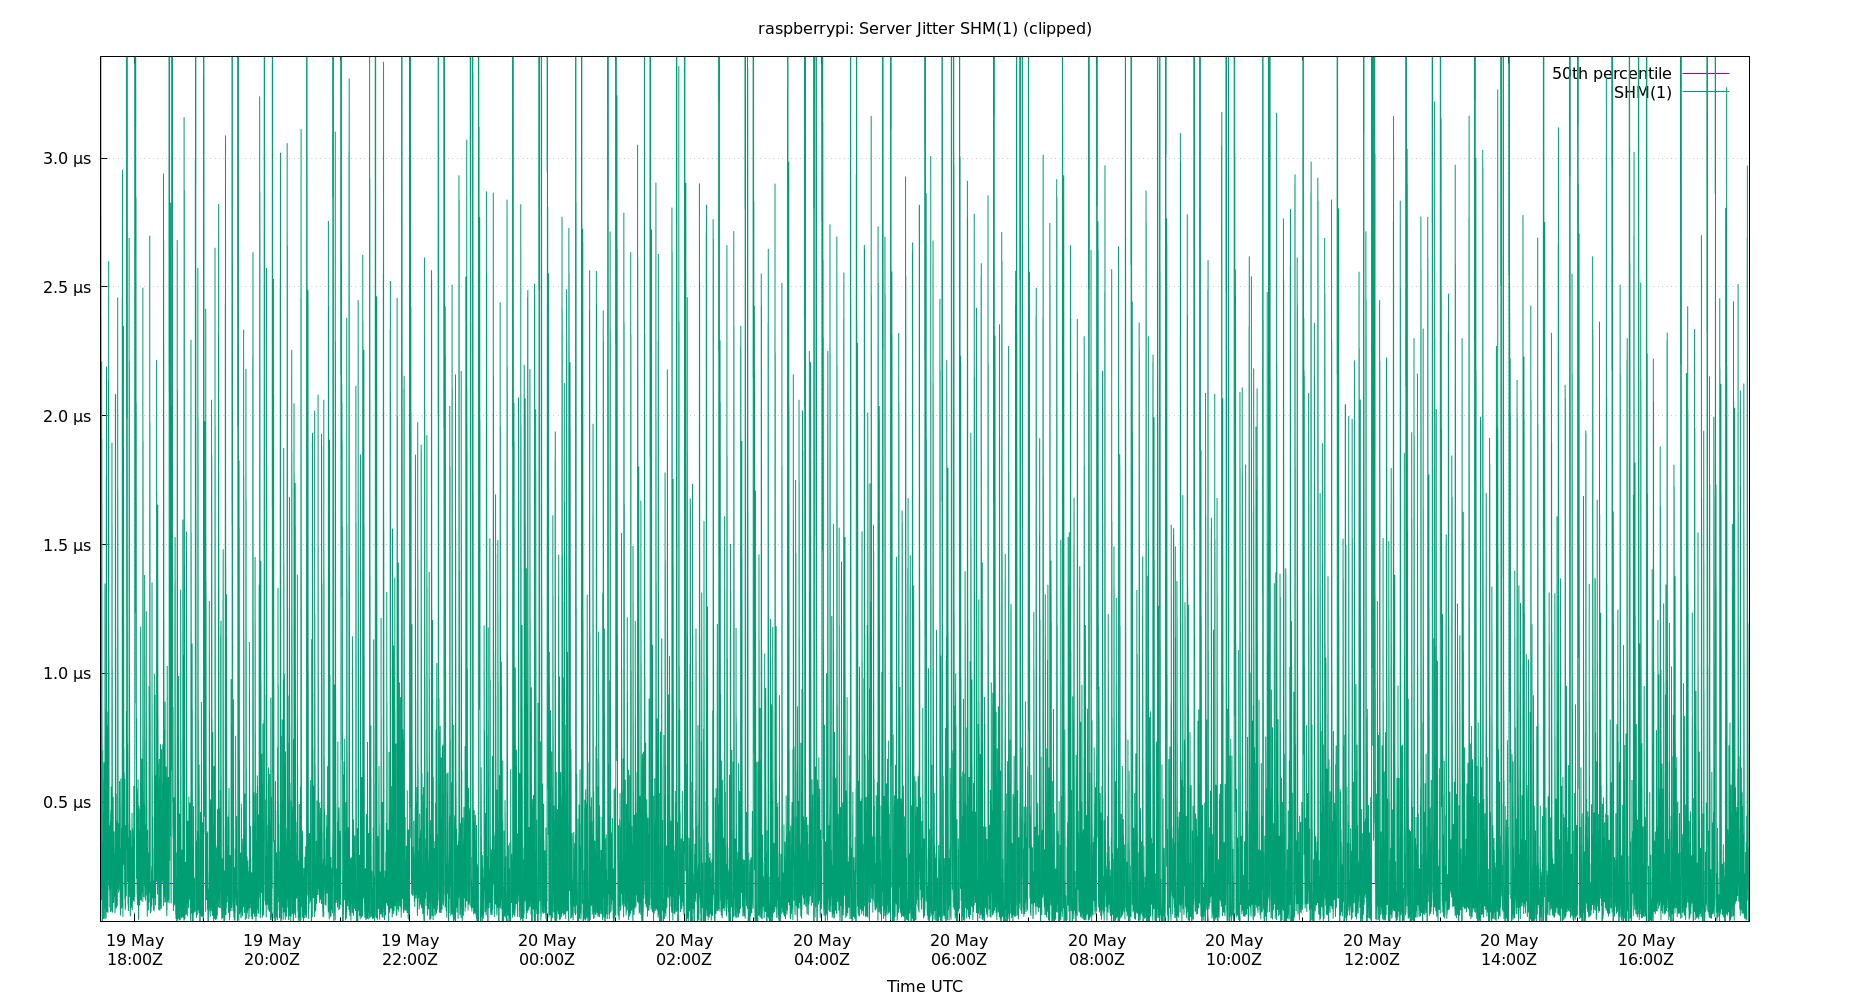 raspberrypi: Server Jitter SHM(1) (clipped)
50th percentile
SHM(1)
3.0 µs
2.5 µs
2.0 µs
1.5 µs
1.0 µs
0.5 µs
19 May 19 May 19 May 20 May 20 May 20 May 20 May 20 May 20 May 20 May 20 May 20 May
18:00Z 20:00Z 22:00Z 00:00Z 02:00Z 04:00Z 06:00Z 08:00Z 10:00Z 12:00Z 14:00Z 16:00Z
Time UTC